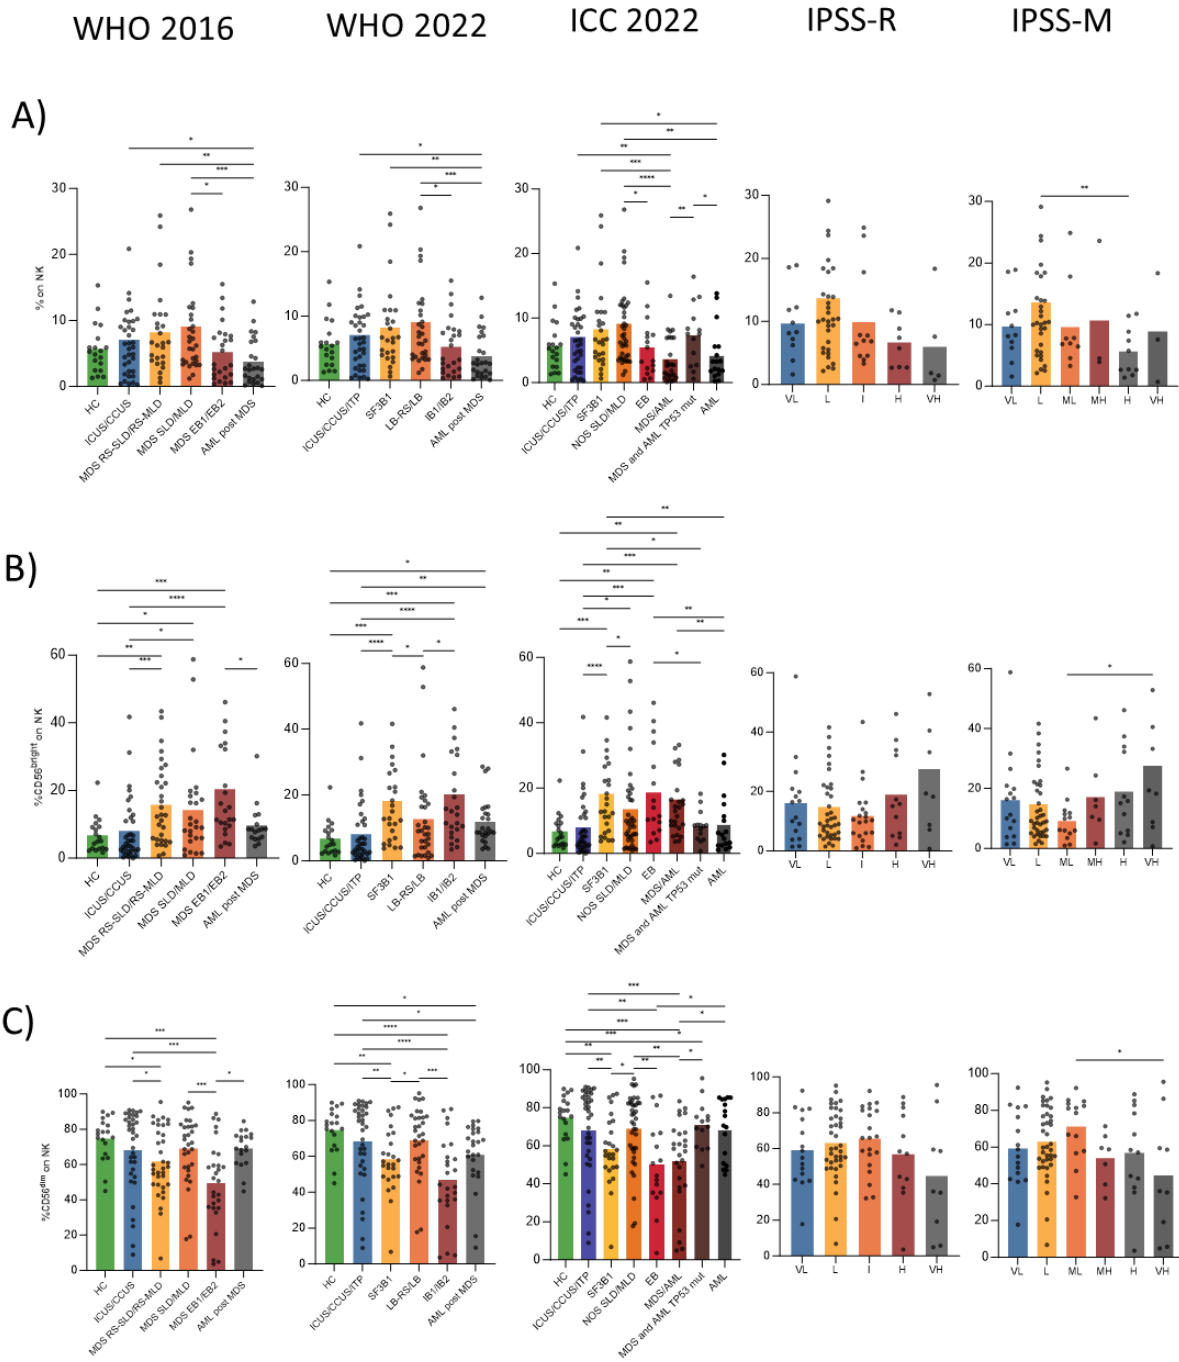 WHO 2016 WHO 2022 ICC 2022 IPSS-R IPSS-M
A)
% on NK
30 20 10 0
HC ICUS/CCUS MDS RS-SLD/RS-MLD MDS SLD/MLD MDS EB1/EB2 AML post MDS
* ** *** *
30 20 10 0
HC ICUS/CCUS/ITP SF3B1 LB-RS/LB IB1/IB2 AML post MDS
* ** *** *
30 20 10 0
HC ICUS/CCUS/ITP SF3B1 NOS SLD/MLD EB MDS/AML MDS and AML TP53 mut AML
* ** ** *** **** * ** *
30 20 10 0
VL L I H VH
30 20 10 0
VL L ML MH H VH
**
B)
%CD56bright on NK
60 40 20 0
HC ICUS/CCUS MDS RS-SLD/RS-MLD MDS SLD/MLD MDS EB1/EB2 AML post MDS
*** **** * * ** *** *
60 40 20 0
HC ICUS/CCUS/ITP SF3B1 LB-RS/LB IB1/IB2 AML post MDS
* ** *** **** *** **** * *
60 40 20 0
HC ICUS/CCUS/ITP SF3B1 NOS SLD/MLD EB MDS/AML MDS and AML TP53 mut AML
** ** * *** ** *** * ** *** ** * * ****
60 40 20 0
VL L I H VH
60 40 20 0
VL L ML MH H VH
*
C)
%CD56dim on NK
100 80 60 40 20 0
HC ICUS/CCUS MDS RS-SLD/RS-MLD MDS SLD/MLD MDS EB1/EB2 AML post MDS
*** *** * * *** *
100 80 60 40 20 0
HC ICUS/CCUS/ITP SF3B1 LB-RS/LB IB1/IB2 AML post MDS
* * **** **** ** ** * ***
100 80 60 40 20 0
HC ICUS/CCUS/ITP SF3B1 NOS SLD/MLD EB MDS/AML MDS and AML TP53 mut AML
*** ** * *** * *** * ** ** ** * ** *
100 80 60 40 20 0
VL L I H VH
100 80 60 40 20 0
VL L ML MH H VH
*